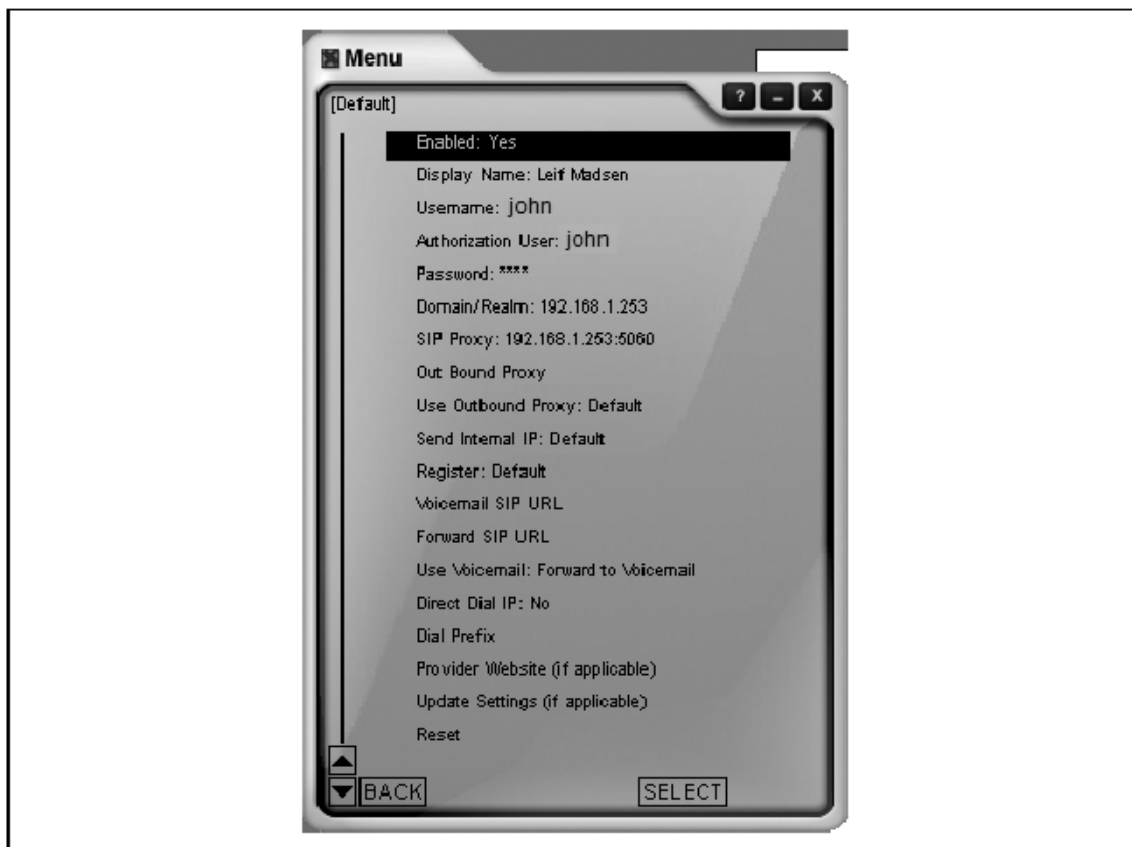 Menu
[Default]
? – X
Enabled: Yes
Display Name: Leif Madsen
Username: john
Authorization User: john
Password: ****
Domain/Realm: 192.168.1.253
SIP Proxy: 192.168.1.253:5060
Out Bound Proxy
Use Outbound Proxy: Default
Send Internal IP: Default
Register: Default
Voicemail SIP URL
Forward SIP URL
Use Voicemail: Forward to Voicemail
Direct Dial IP: No
Dial Prefix
Provider Website (if applicable)
Update Settings (if applicable)
Reset
BACK SELECT